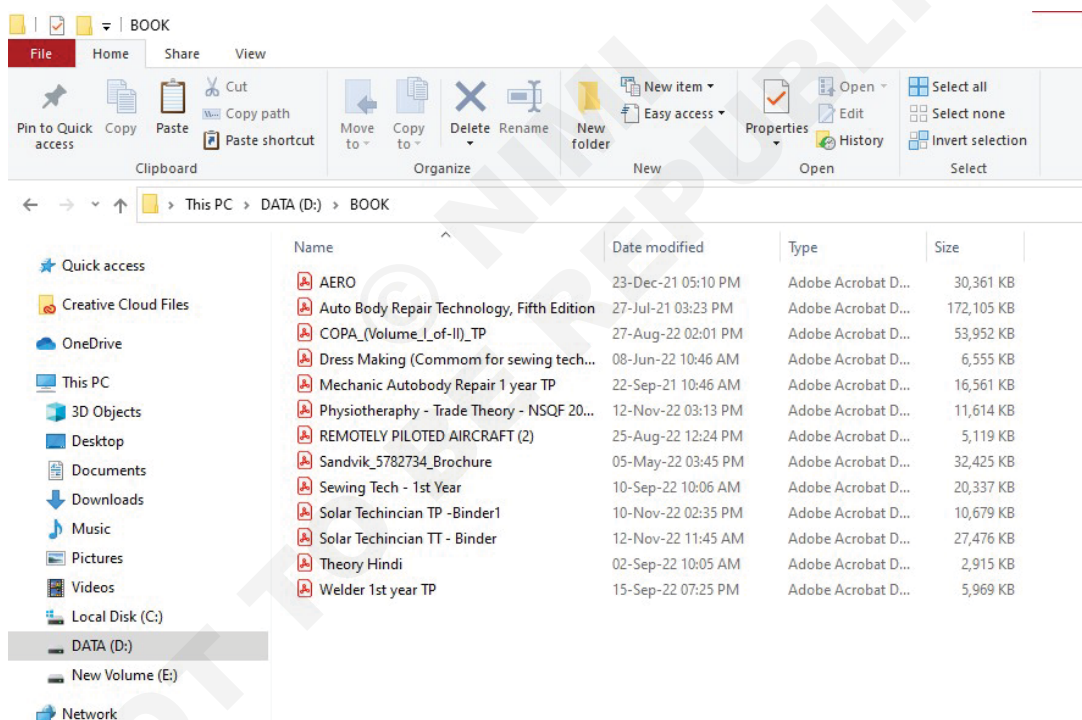 BOOK
File Home Share View
Pin to Quick access
Copy
Paste
Cut
Copy path
Paste shortcut
Clipboard
Move to
Copy to
Delete
Rename
Organize
New folder
New item
Easy access
New
Properties
Open
Edit
History
Open
Select all
Select none
Invert selection
Select
This PC > DATA (D:) > BOOK
Quick access
Creative Cloud Files
OneDrive
This PC
3D Objects
Desktop
Documents
Downloads
Music
Pictures
Videos
Local Disk (C:)
DATA (D:)
New Volume (E:)
Network
Name Date modified Type Size
AERO 23-Dec-21 05:10 PM Adobe Acrobat D... 30,361 KB
Auto Body Repair Technology, Fifth Edition 27-Jul-21 03:23 PM Adobe Acrobat D... 172,105 KB
COPA_(Volume_I_of-II)_TP 27-Aug-22 02:01 PM Adobe Acrobat D... 53,952 KB
Dress Making (Commom for sewing tech... 08-Jun-22 10:46 AM Adobe Acrobat D... 6,555 KB
Mechanic Autobody Repair 1 year TP 22-Sep-21 10:46 AM Adobe Acrobat D... 16,561 KB
Physiotheraphy - Trade Theory - NSQF 20... 12-Nov-22 03:13 PM Adobe Acrobat D... 11,614 KB
REMOTELY PILOTED AIRCRAFT (2) 25-Aug-22 12:24 PM Adobe Acrobat D... 5,119 KB
Sandvik_5782734_Brochure 05-May-22 03:45 PM Adobe Acrobat D... 32,425 KB
Sewing Tech - 1st Year 10-Sep-22 10:06 AM Adobe Acrobat D... 20,337 KB
Solar Techincian TP -Binder1 10-Nov-22 02:35 PM Adobe Acrobat D... 10,679 KB
Solar Techincian TT - Binder 12-Nov-22 11:45 AM Adobe Acrobat D... 27,476 KB
Theory Hindi 02-Sep-22 10:05 AM Adobe Acrobat D... 2,915 KB
Welder 1st year TP 15-Sep-22 07:25 PM Adobe Acrobat D... 5,969 KB
© NIMI
TO BE REPUBL